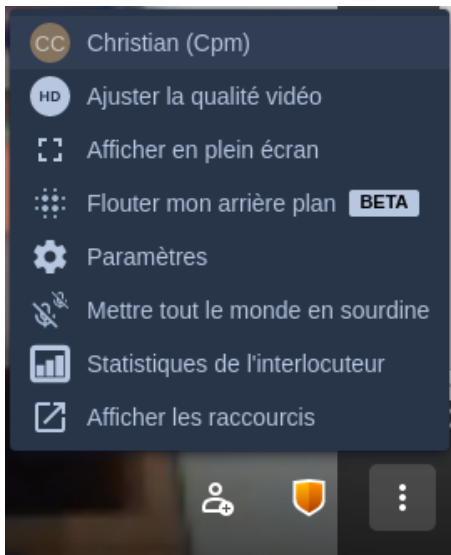 CC Christian (Cpm)
HD Ajuster la qualité vidéo
Afficher en plein écran
Flouter mon arrière plan BETA
Paramètres
Mettre tout le monde en sourdine
Statistiques de l'interlocuteur
Afficher les raccourcis